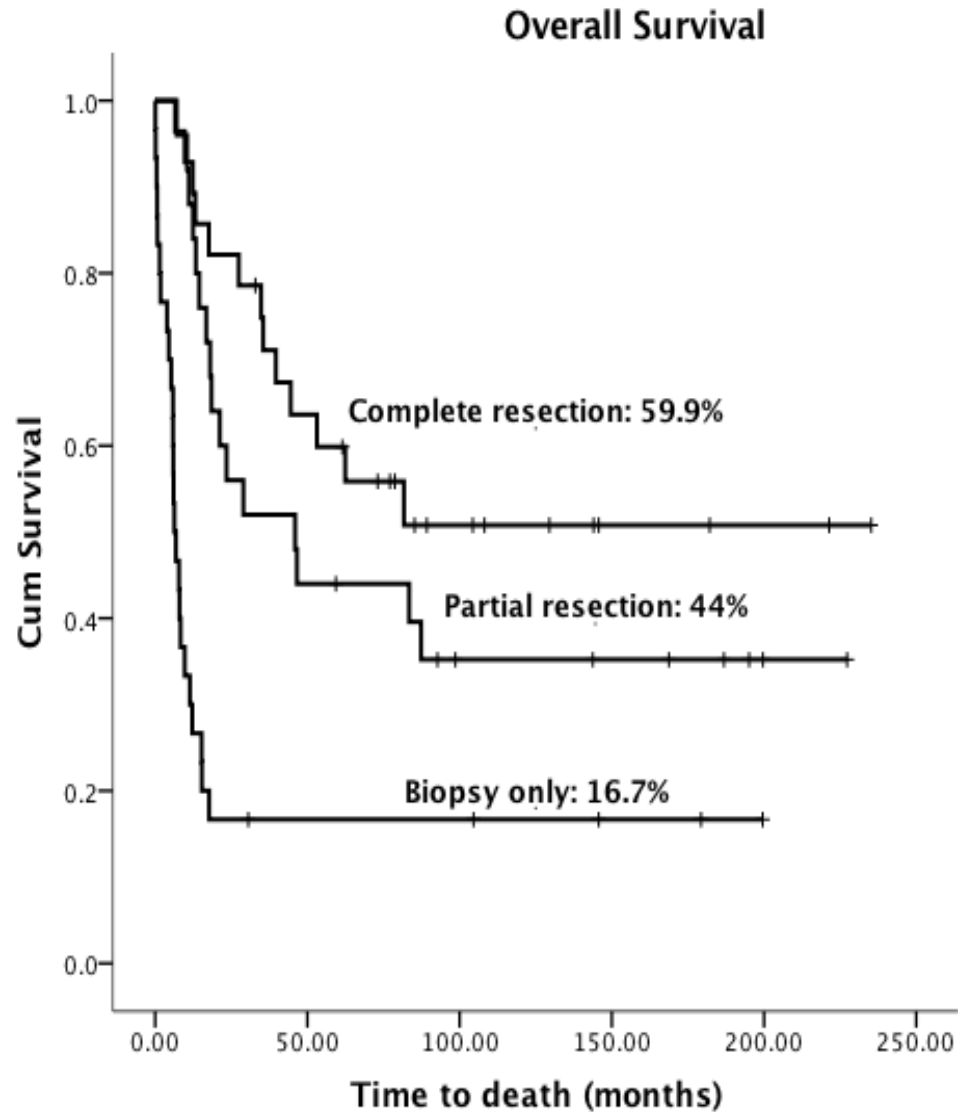 Overall Survival
1.0
0.8
0.6
0.4
0.2
0.0
Cum Survival
Complete resection: 59.9%
Partial resection: 44%
Biopsy only: 16.7%
0.00 50.00 100.00 150.00 200.00 250.00
Time to death (months)